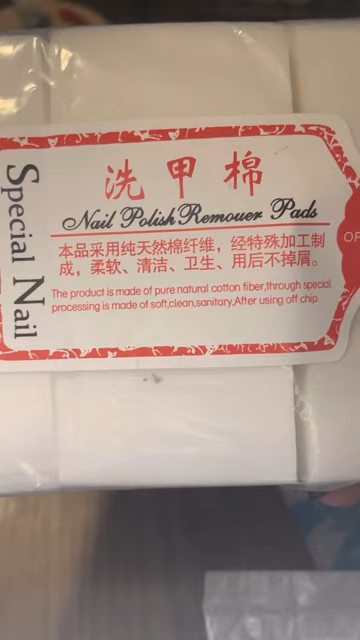 Special Nail
洗甲棉
Nail Polish Remouer Pads
本品采用纯天然棉纤维，经特殊加工制
成，柔软、清洁、卫生、用后不掉屑。
The product is made of pure natural cotton fiber,through special
processing is made of soft,clean,sanitary,After using off chip.
OR